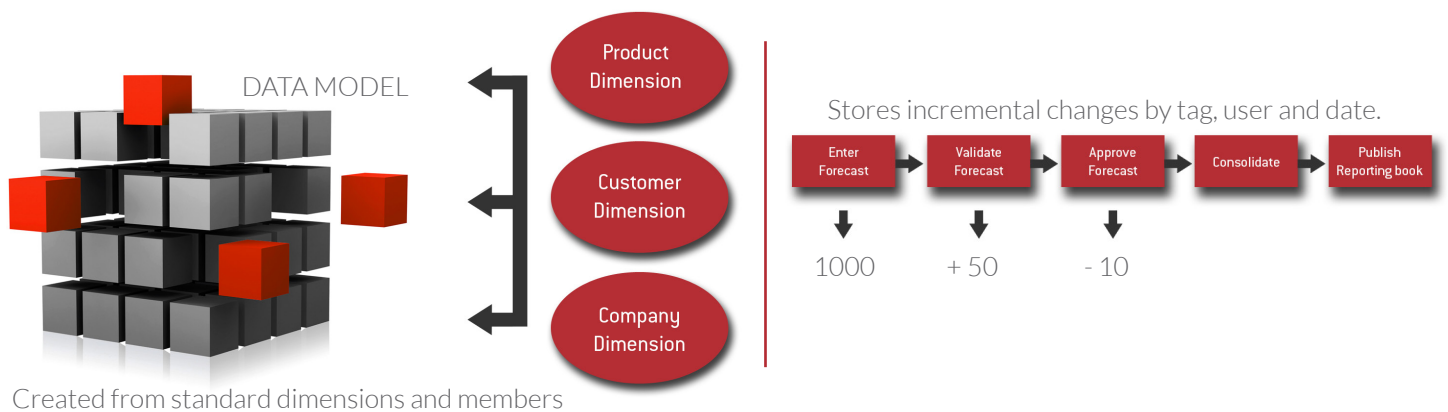 DATA MODEL
Product
Dimension
Customer
Dimension
Company
Dimension
Created from standard dimensions and members
Stores incremental changes by tag, user and date.
Enter
Forecast
Validate
Forecast
Approve
Forecast
Consolidate
Publish
Reporting book
1000
+ 50
- 10